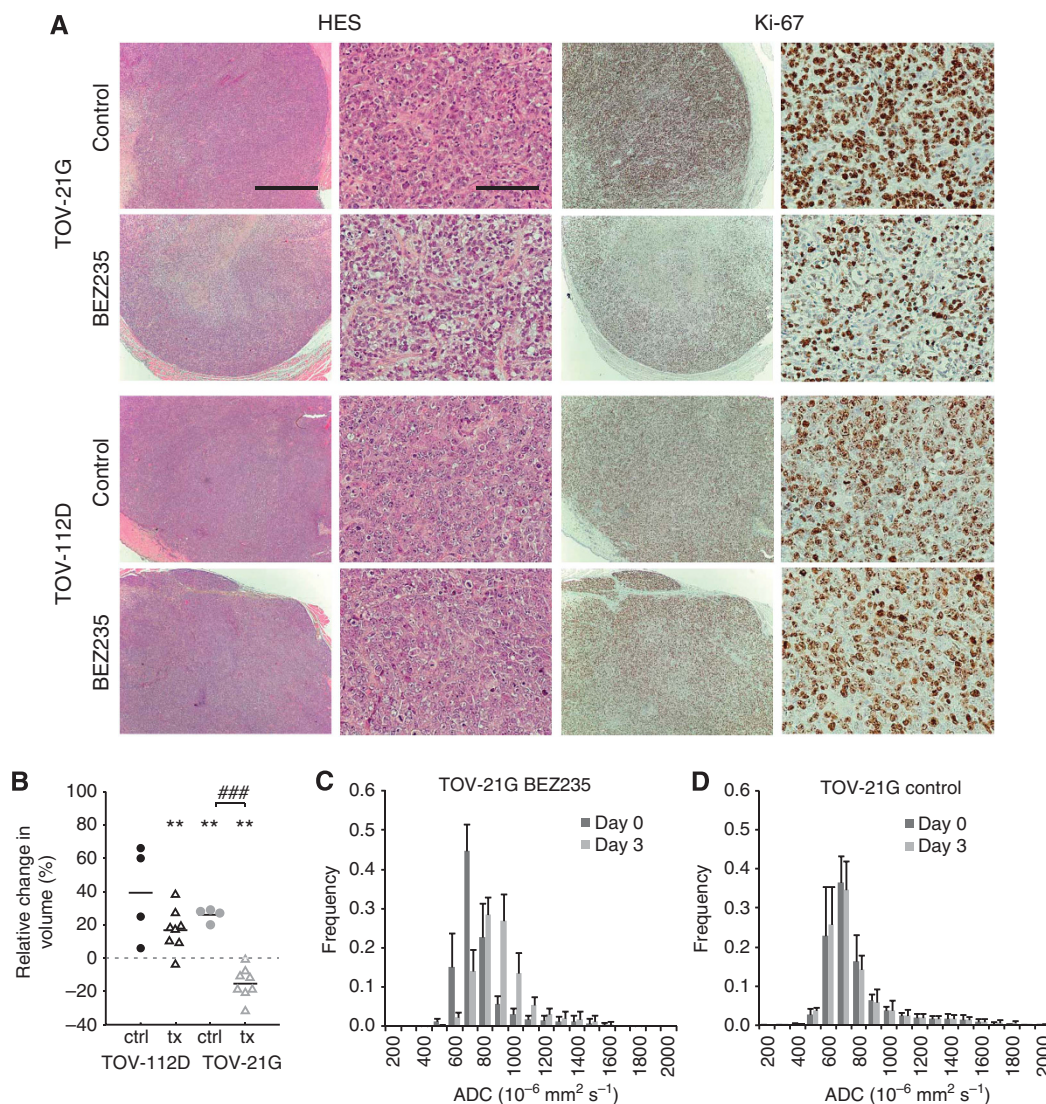 A
HES
Ki-67
TOV-21G
Control
BEZ235
TOV-112D
Control
BEZ235
B
Relative change in
volume (%)
100
80
60
40
20
0
–20
–40
** ** **
###
ctrl tx ctrl tx
TOV-112D TOV-21G
C
TOV-21G BEZ235
Day 0
Day 3
Frequency
0.6
0.5
0.4
0.3
0.2
0.1
0.0
200 400 600 800 1000 1200 1400 1600 1800 2000
ADC (10–6 mm2 s–1)
D
TOV-21G control
Day 0
Day 3
Frequency
0.6
0.5
0.4
0.3
0.2
0.1
0.0
200 400 600 800 1000 1200 1400 1600 1800 2000
ADC (10–6 mm2 s–1)